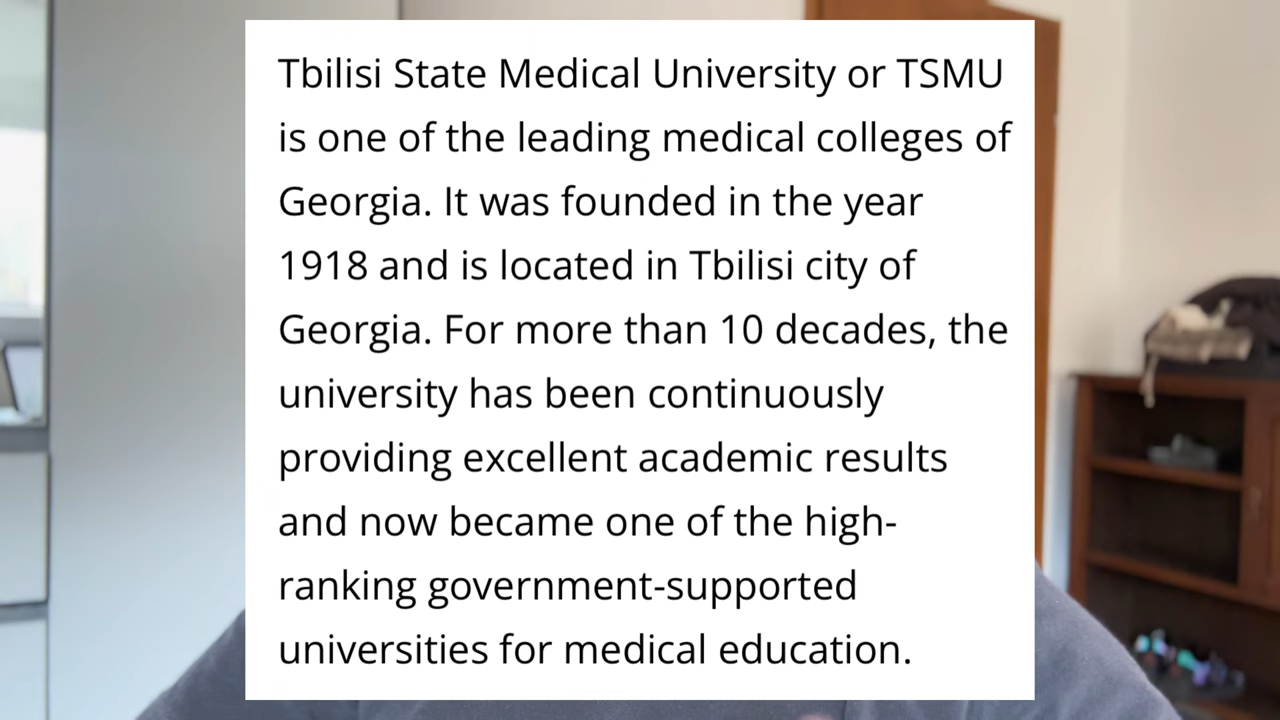 Tbilisi State Medical University or TSMU
is one of the leading medical colleges of
Georgia. It was founded in the year
1918 and is located in Tbilisi city of
Georgia. For more than 10 decades, the
university has been continuously
providing excellent academic results
and now became one of the high-
ranking government-supported
universities for medical education.